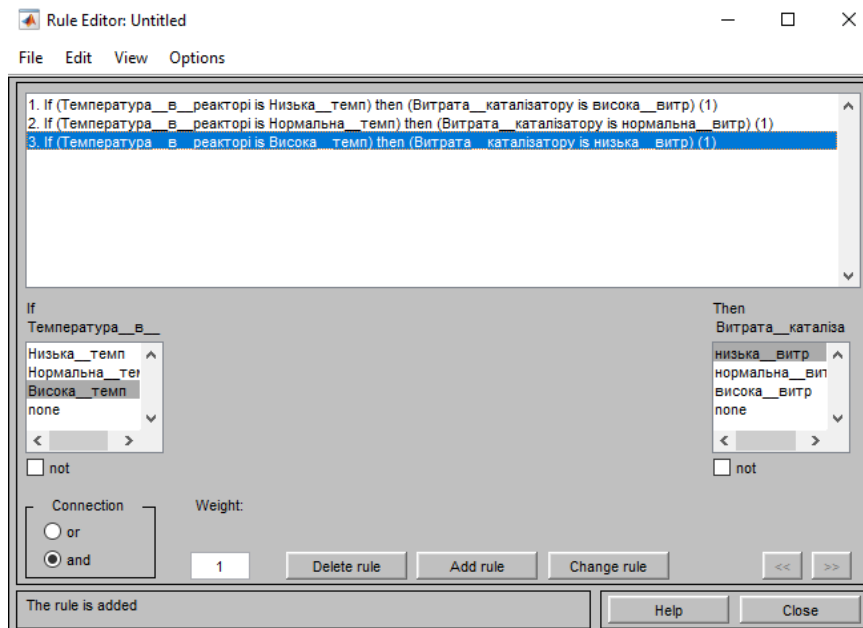 Rule Editor: Untitled
File Edit View Options
1. If (Температура__в__реакторі is Низька__темп) then (Витрата__каталізатору is висока__витр) (1)
2. If (Температура__в__реакторі is Нормальна__темп) then (Витрата__каталізатору is нормальна__витр) (1)
3. If (Температура__в__реакторі is Висока__темп) then (Витрата__каталізатору is низька__витр) (1)
If
Температура__в__
Низька__темп
Нормальна__тем
Висока__темп
none
not
Then
Витрата__каталіза
низька__витр
нормальна__вит
висока__витр
none
not
Connection
or
and
Weight:
1
Delete rule
Add rule
Change rule
<<
>>
The rule is added
Help
Close